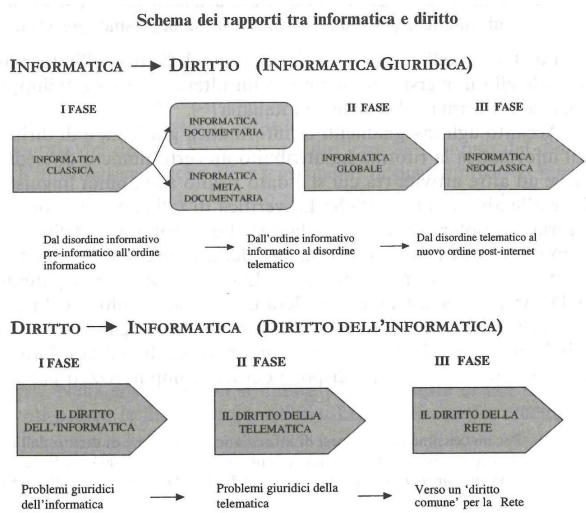 Schema dei rapporti tra informatica e diritto
INFORMATICA → DIRITTO (INFORMATICA GIURIDICA)
I FASE
INFORMATICA
CLASSICA
INFORMATICA
DOCUMENTARIA
INFORMATICA
META-
DOCUMENTARIA
II FASE
INFORMATICA
GLOBALE
III FASE
INFORMATICA
NEOCLASSICA
Dal disordine informativo
pre-informatico all'ordine
informatico
Dall'ordine informativo
informatico al disordine
telematico
Dal disordine telematico al
nuovo ordine post-internet
DIRITTO → INFORMATICA (DIRITTO DELL'INFORMATICA)
I FASE
IL DIRITTO
DELL'INFORMATICA
II FASE
IL DIRITTO DELLA
TELEMATICA
III FASE
IL DIRITTO DELLA
RETE
Problemi giuridici
dell'informatica
Problemi giuridici della
telematica
Verso un 'diritto
comune' per la Rete